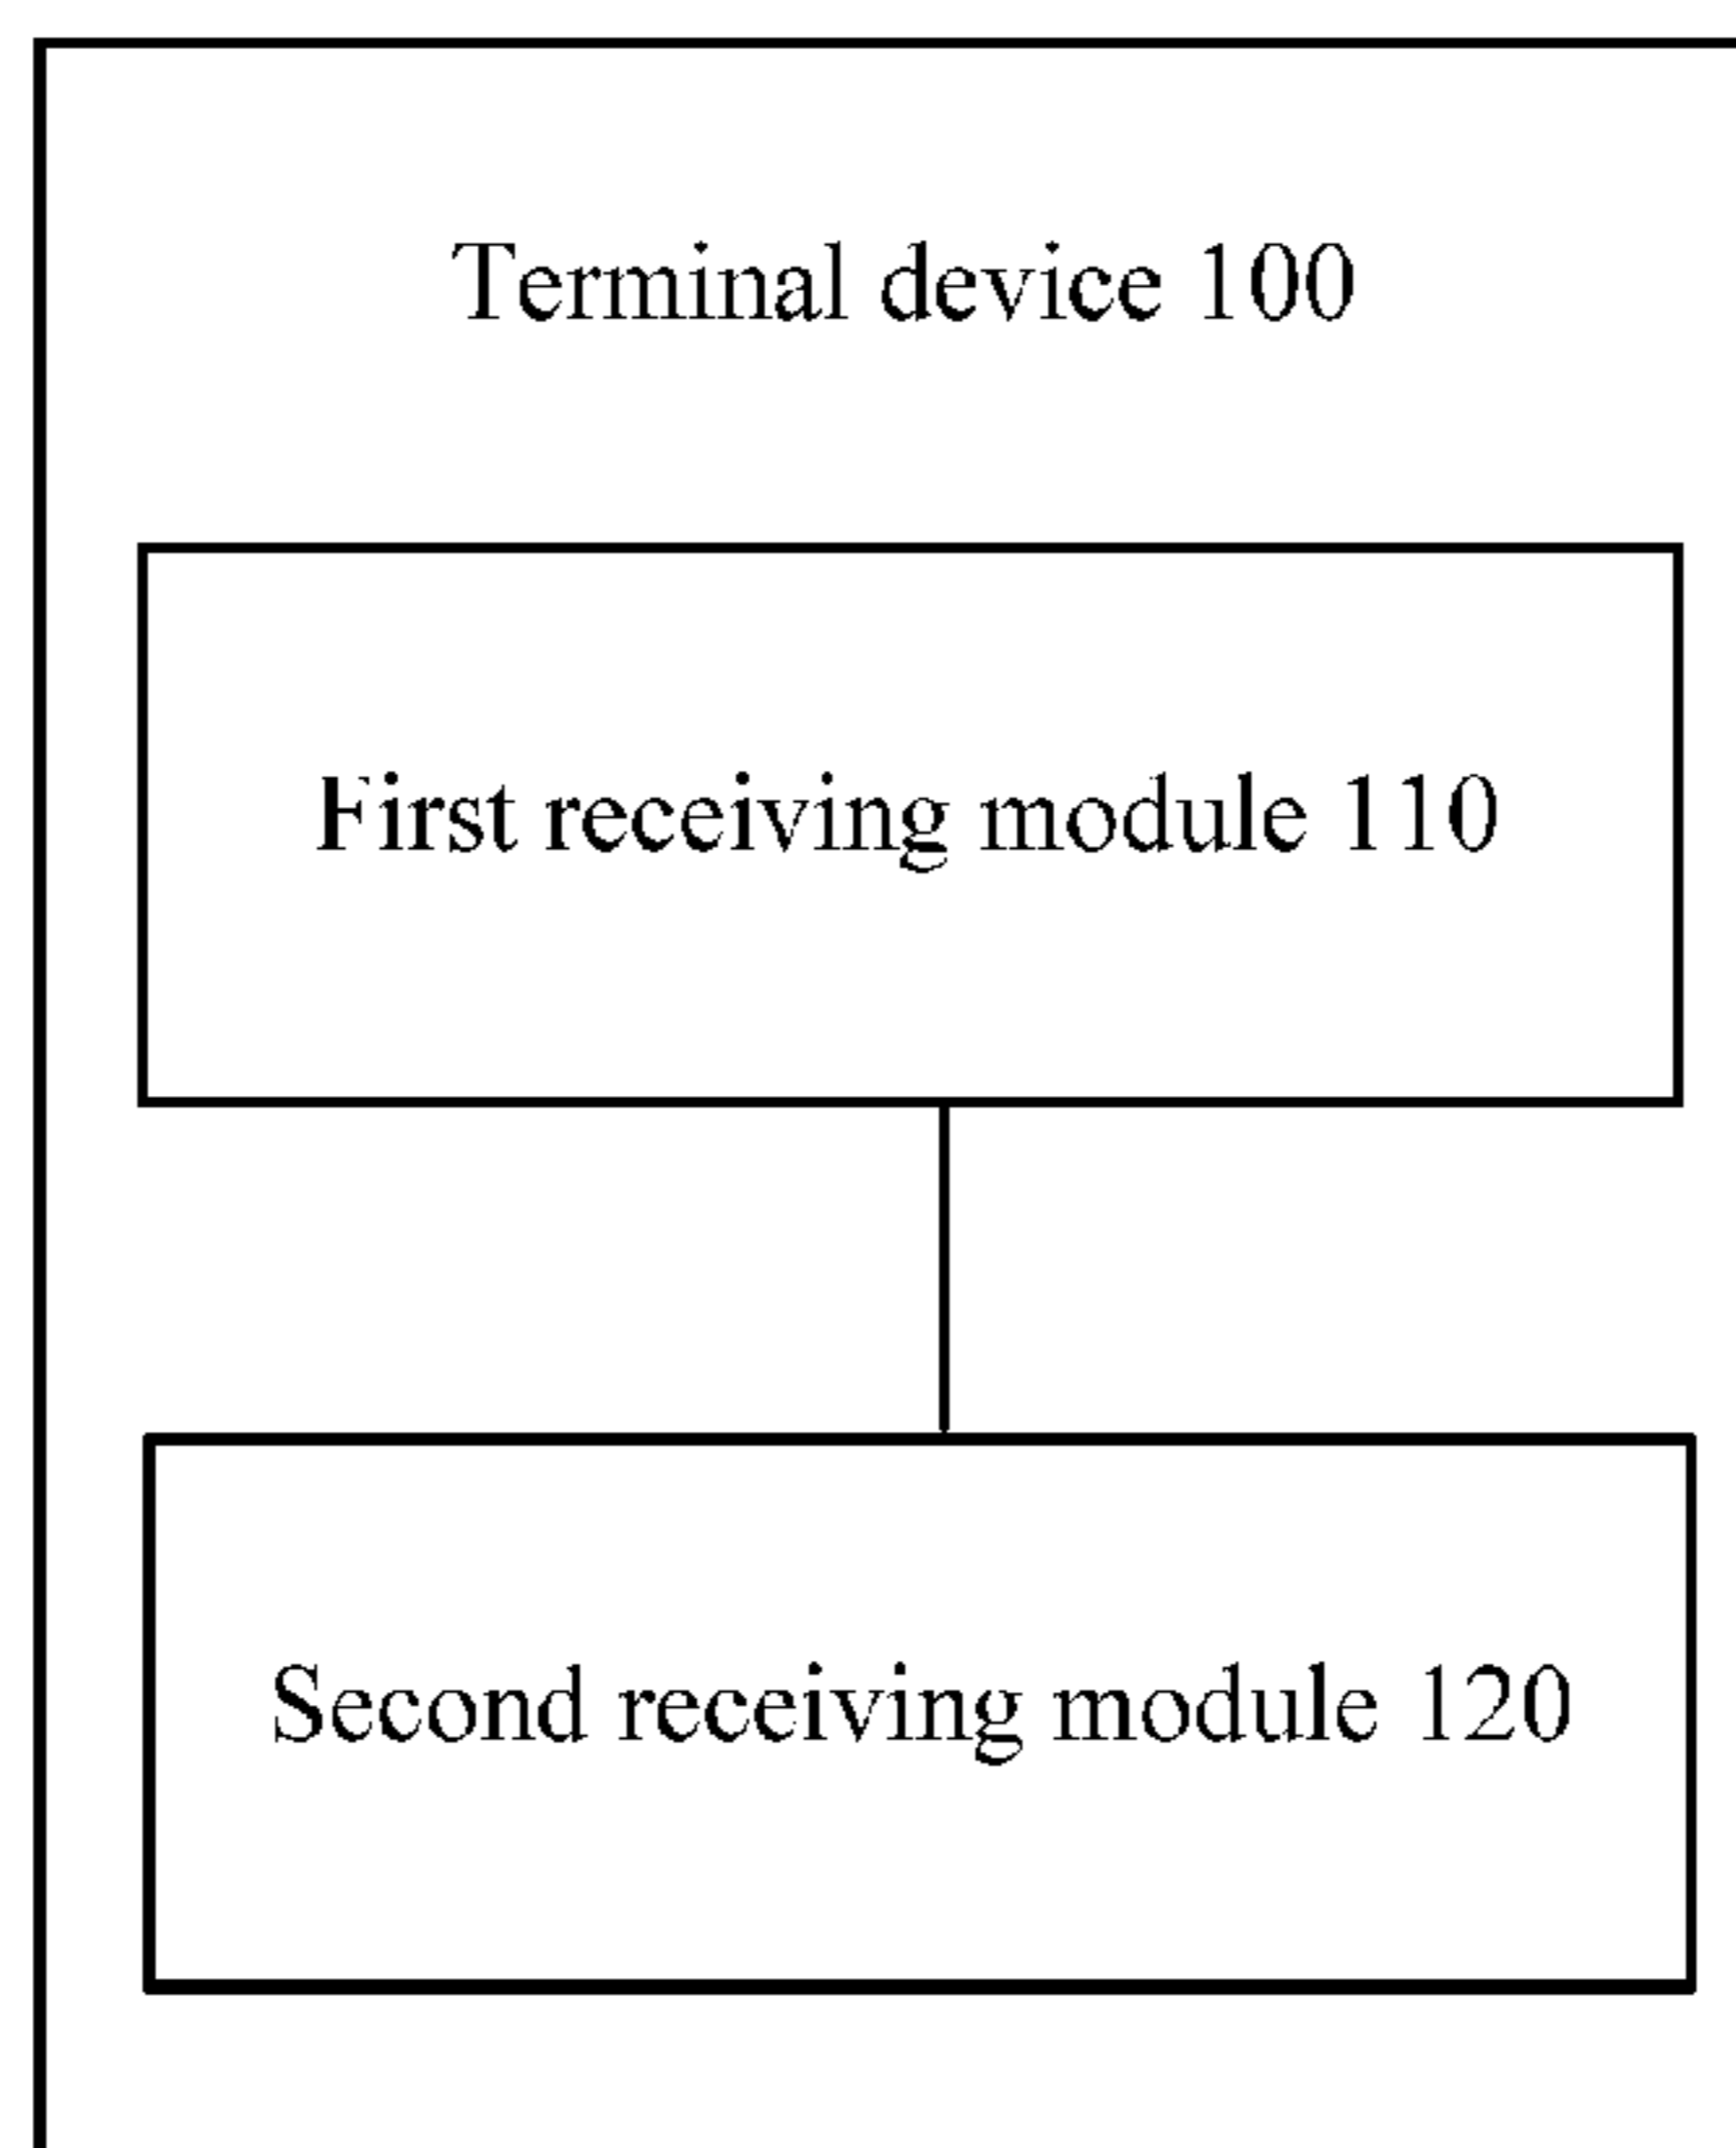 Terminal device 100
First receiving module 110
Second receiving module 120